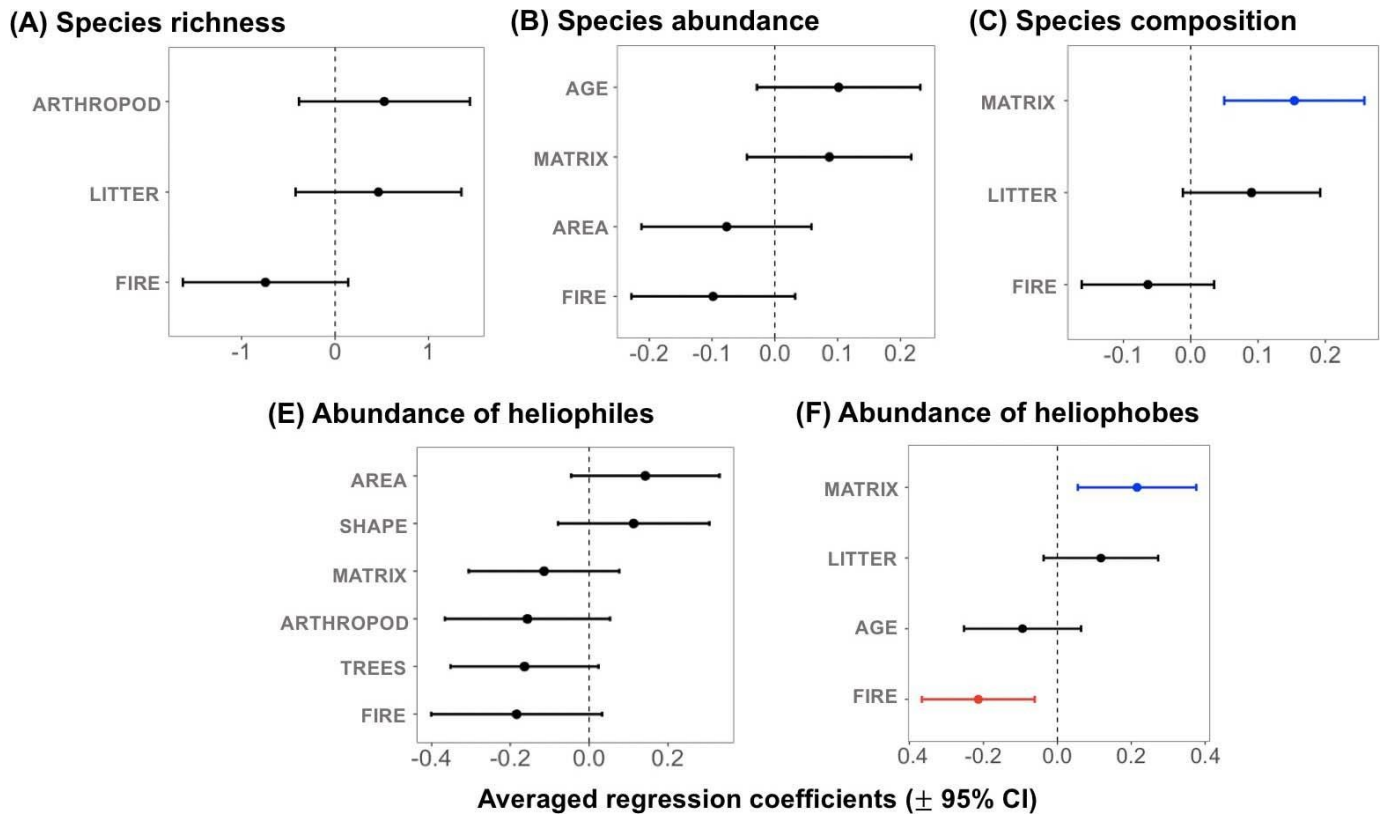 (A) Species richness
ARTHROPOD
LITTER
FIRE
-1 0 1
(B) Species abundance
AGE
MATRIX
AREA
FIRE
-0.2 -0.1 0.0 0.1 0.2
(C) Species composition
MATRIX
LITTER
FIRE
-0.1 0.0 0.1 0.2
(E) Abundance of heliophiles
AREA
SHAPE
MATRIX
ARTHROPOD
TREES
FIRE
-0.4 -0.2 0.0 0.2
(F) Abundance of heliophobes
MATRIX
LITTER
AGE
FIRE
0.4 -0.2 0.0 0.2 0.4
Averaged regression coefficients (± 95% CI)